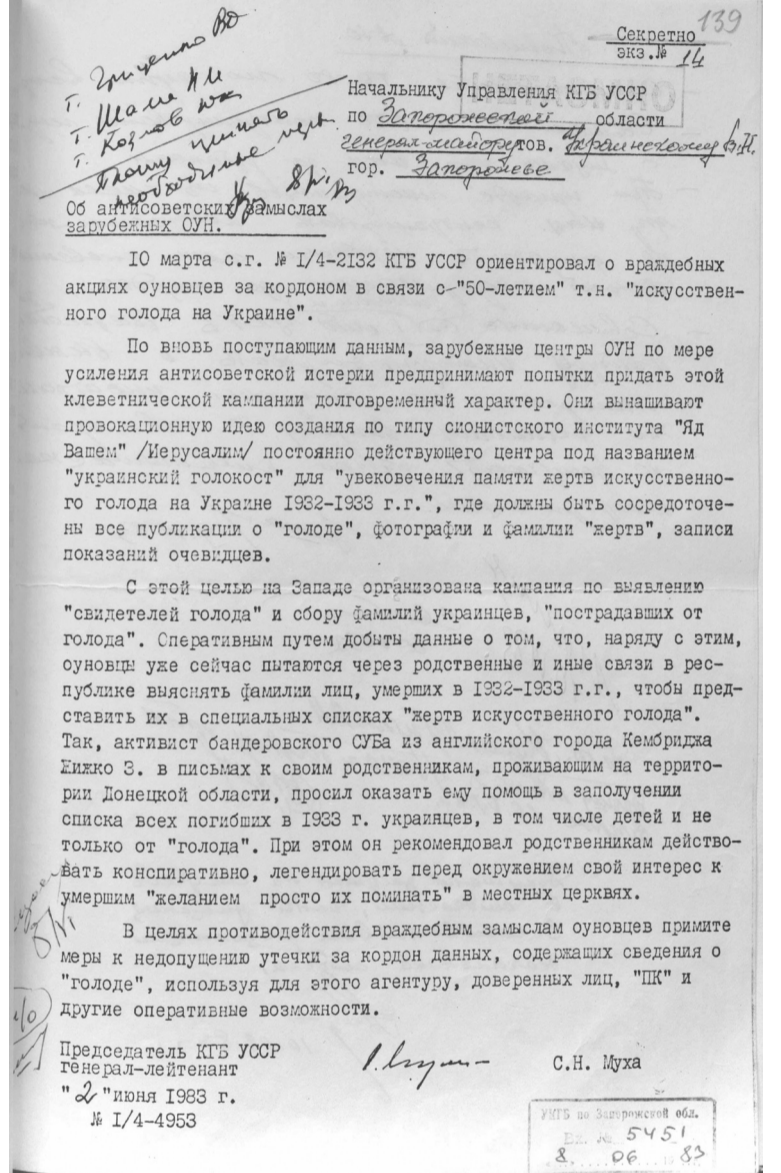 139
Секретно
экз.№ 14
т. Гриценко ВД
т. Шама НИ
т. Козлов
Прошу принять
необходимые меры
Начальнику Управления КГБ УССР
по Запорожской области
генерал-майору тов. Украинскому В.И.
гор. Запорожье
Об антисоветских замыслах
зарубежных ОУН.
10 марта с.г. № I/4-2132 КГБ УССР ориентировал о враждебных
акциях оуновцев за кордоном в связи с "50-летием" т.н. "искусствен-
ного голода на Украине".
По вновь поступающим данным, зарубежные центры ОУН по мере
усиления антисоветской истерии предпринимают попытки придать этой
клеветнической кампании долговременный характер. Они вынашивают
провокационную идею создания по типу сионистского института "Яд
Вашем" /Иерусалим/ постоянно действующего центра под названием
"украинский голокост" для "увековечения памяти жертв искусственно-
го голода на Украине 1932-1933 г.г.", где должны быть сосредоточе-
ны все публикации о "голоде", фотографии и фамилии "жертв", записи
показаний очевидцев.
С этой целью на Западе организована кампания по выявлению
"свидетелей голода" и сбору фамилий украинцев, "пострадавших от
голода". Оперативным путем добыты данные о том, что, наряду с этим,
оуновцы уже сейчас пытаются через родственные и иные связи в рес-
публике выяснять фамилии лиц, умерших в 1932-1933 г.г., чтобы пред-
ставить их в специальных списках "жертв искусственного голода".
Так, активист бандеровского СУБа из английского города Кембриджа
Нижко З. в письмах к своим родственникам, проживающим на террито-
рии Донецкой области, просил оказать ему помощь в заполучении
списка всех погибших в 1933 г. украинцев, в том числе детей и не
только от "голода". При этом он рекомендовал родственникам действо-
вать конспиративно, легендировать перед окружением свой интерес к
умершим "желанием просто их поминать" в местных церквях.
В целях противодействия враждебным замыслам оуновцев примите
меры к недопущению утечки за кордон данных, содержащих сведения о
"голоде", используя для этого агентуру, доверенных лиц, "ПК" и
другие оперативные возможности.
Председатель КГБ УССР
генерал-лейтенант
С.Н. Муха
"2" июня 1983 г.
№ I/4-4953
УКГБ по Запорожской обл.
Вх. № 5451
8 06 83